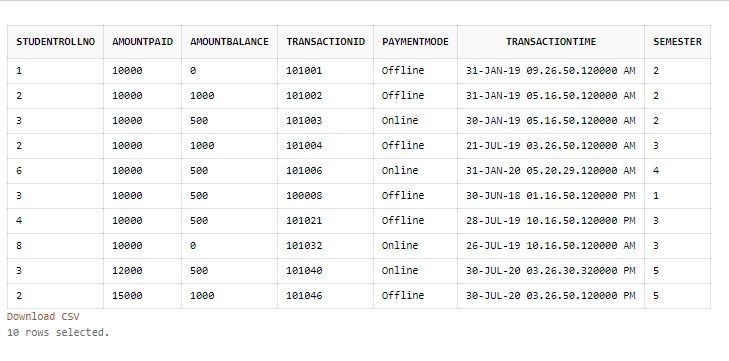 STUDENTROLLNO AMOUNTPAID AMOUNTBALANCE TRANSACTIONID PAYMENTMODE TRANSACTIONTIME SEMESTER
1 10000 0 101001 Offline 31-JAN-19 09.26.50.120000 AM 2
2 10000 1000 101002 Offline 31-JAN-19 05.16.50.120000 AM 2
3 10000 500 101003 Online 30-JAN-19 05.16.50.120000 AM 2
2 10000 1000 101004 Offline 21-JUL-19 03.26.50.120000 AM 3
6 10000 500 101006 Online 31-JAN-20 05.20.29.120000 AM 4
3 10000 500 100008 Offline 30-JUN-18 01.16.50.120000 PM 1
4 10000 500 101021 Offline 28-JUL-19 10.16.50.120000 PM 3
8 10000 0 101032 Online 26-JUL-19 10.16.50.120000 AM 3
3 12000 500 101040 Online 30-JUL-20 03.26.30.320000 PM 5
2 15000 1000 101046 Offline 30-JUL-20 03.26.50.120000 PM 5
Download CSV
10 rows selected.